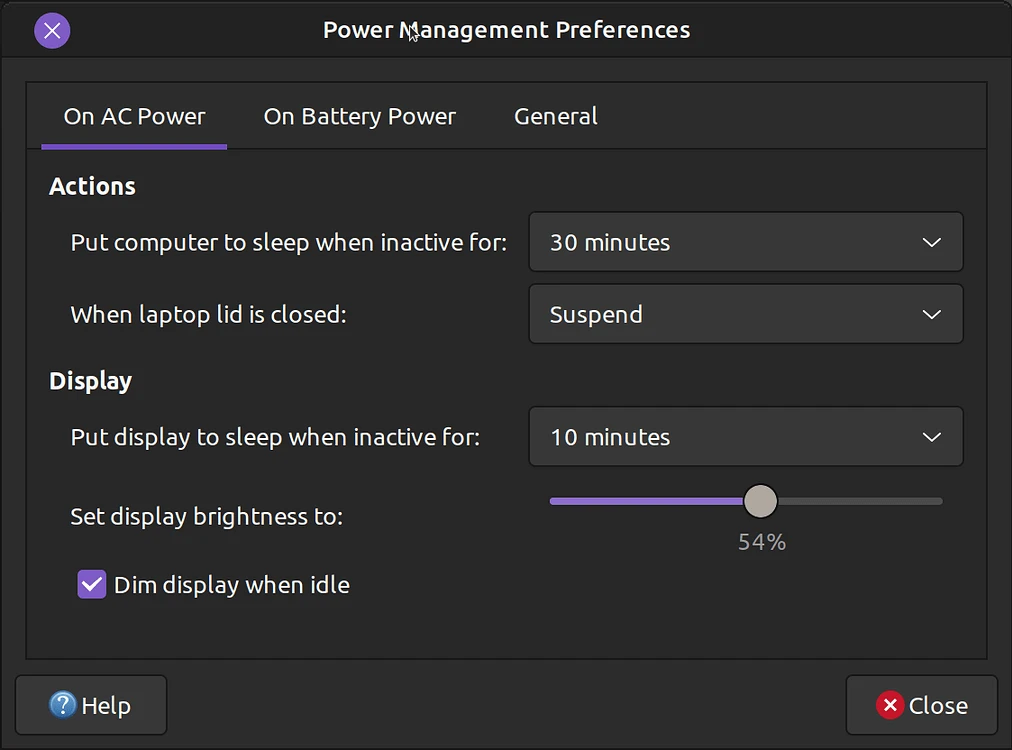 Power Management Preferences
On AC Power On Battery Power General
Actions
Put computer to sleep when inactive for: 30 minutes
When laptop lid is closed: Suspend
Display
Put display to sleep when inactive for: 10 minutes
Set display brightness to:
54%
Dim display when idle
Help Close